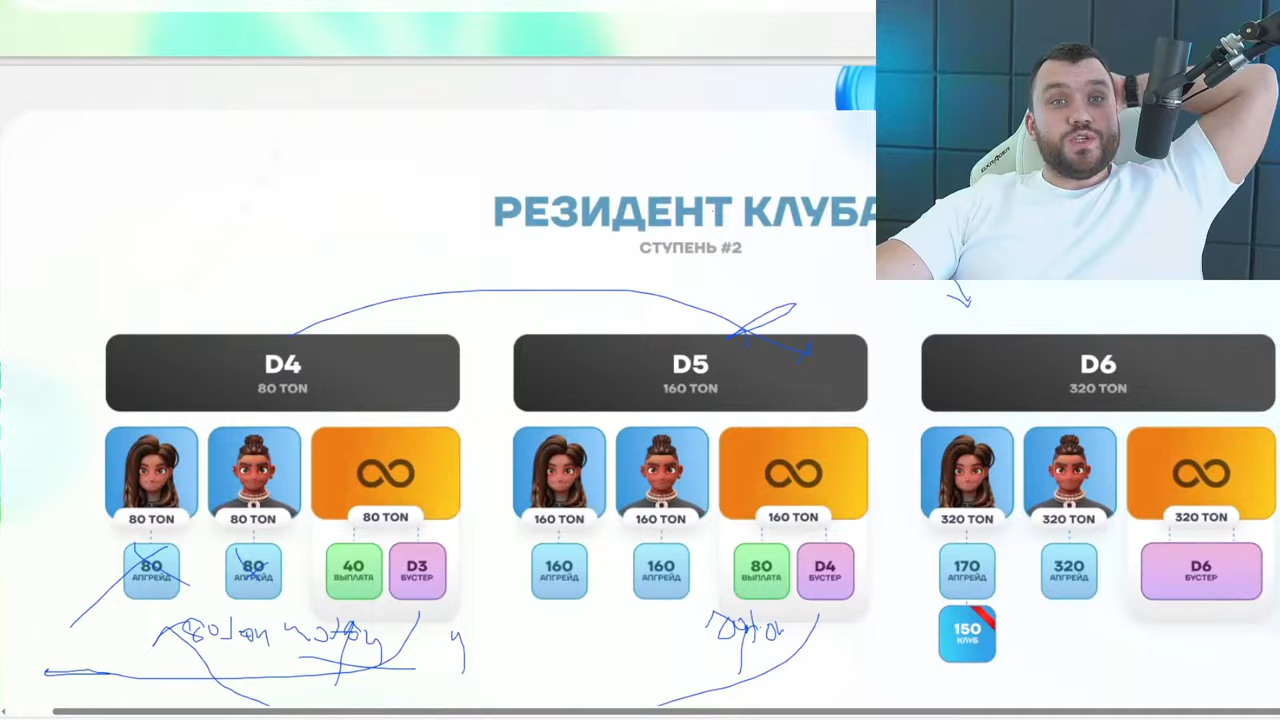 РЕЗИДЕНТ КЛУБА
СТУПЕНЬ #2
D4
80 TON
D5
160 TON
D6
320 TON
80 TON
80 TON
80 TON
160 TON
160 TON
160 TON
320 TON
320 TON
320 TON
80
АПГРЕЙД
80
АПГРЕЙД
40
ВЫПЛАТА
D3
БУСТЕР
160
АПГРЕЙД
160
АПГРЕЙД
80
ВЫПЛАТА
D4
БУСТЕР
170
АПГРЕЙД
320
АПГРЕЙД
D6
БУСТЕР
150
КЛУБ